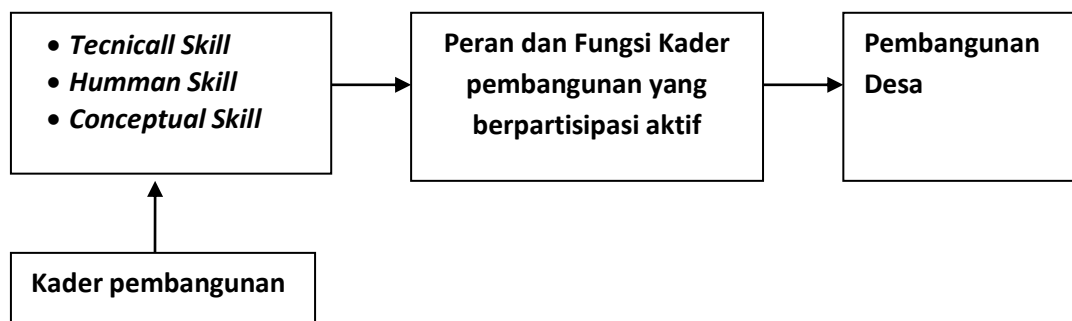 • Tecnicall Skill
• Humman Skill
• Conceptual Skill
Peran dan Fungsi Kader
pembangunan yang
berpartisipasi aktif
Pembangunan
Desa
Kader pembangunan